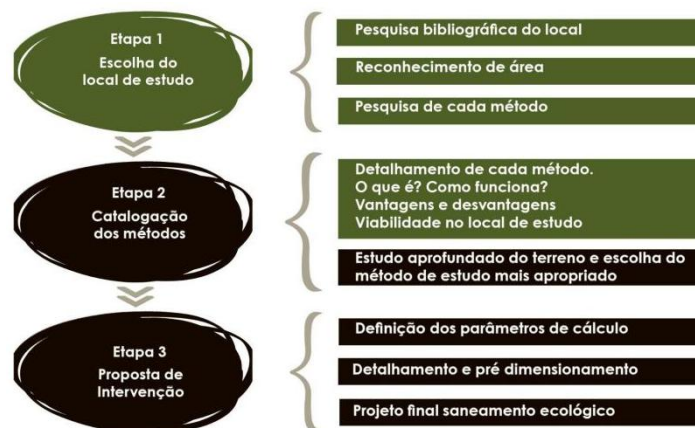 Etapa 1
Escolha do
local de estudo
Pesquisa bibliográfica do local
Reconhecimento de área
Pesquisa de cada método
Etapa 2
Catalogação
dos métodos
Detalhamento de cada método.
O que é? Como funciona?
Vantagens e desvantagens
Viabilidade no local de estudo
Estudo aprofundado do terreno e escolha do
método de estudo mais apropriado
Etapa 3
Proposta de
Intervenção
Definição dos parâmetros de cálculo
Detalhamento e pré dimensionamento
Projeto final saneamento ecológico